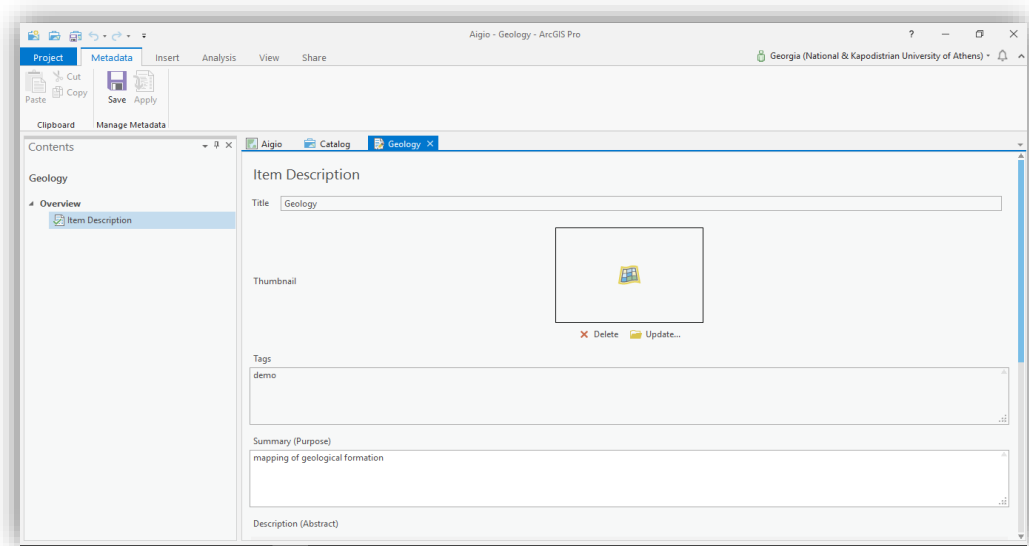 Aigio - Geology - ArcGIS Pro
?
Project Metadata Insert Analysis View Share
Georgia (National & Kapodistrian University of Athens)
Paste
Cut
Copy
Save Apply
Clipboard Manage Metadata
Contents
Aigio Catalog Geology
Geology
Overview
Item Description
Item Description
Title Geology
Thumbnail
Delete Update...
Tags
demo
Summary (Purpose)
mapping of geological formation
Description (Abstract)